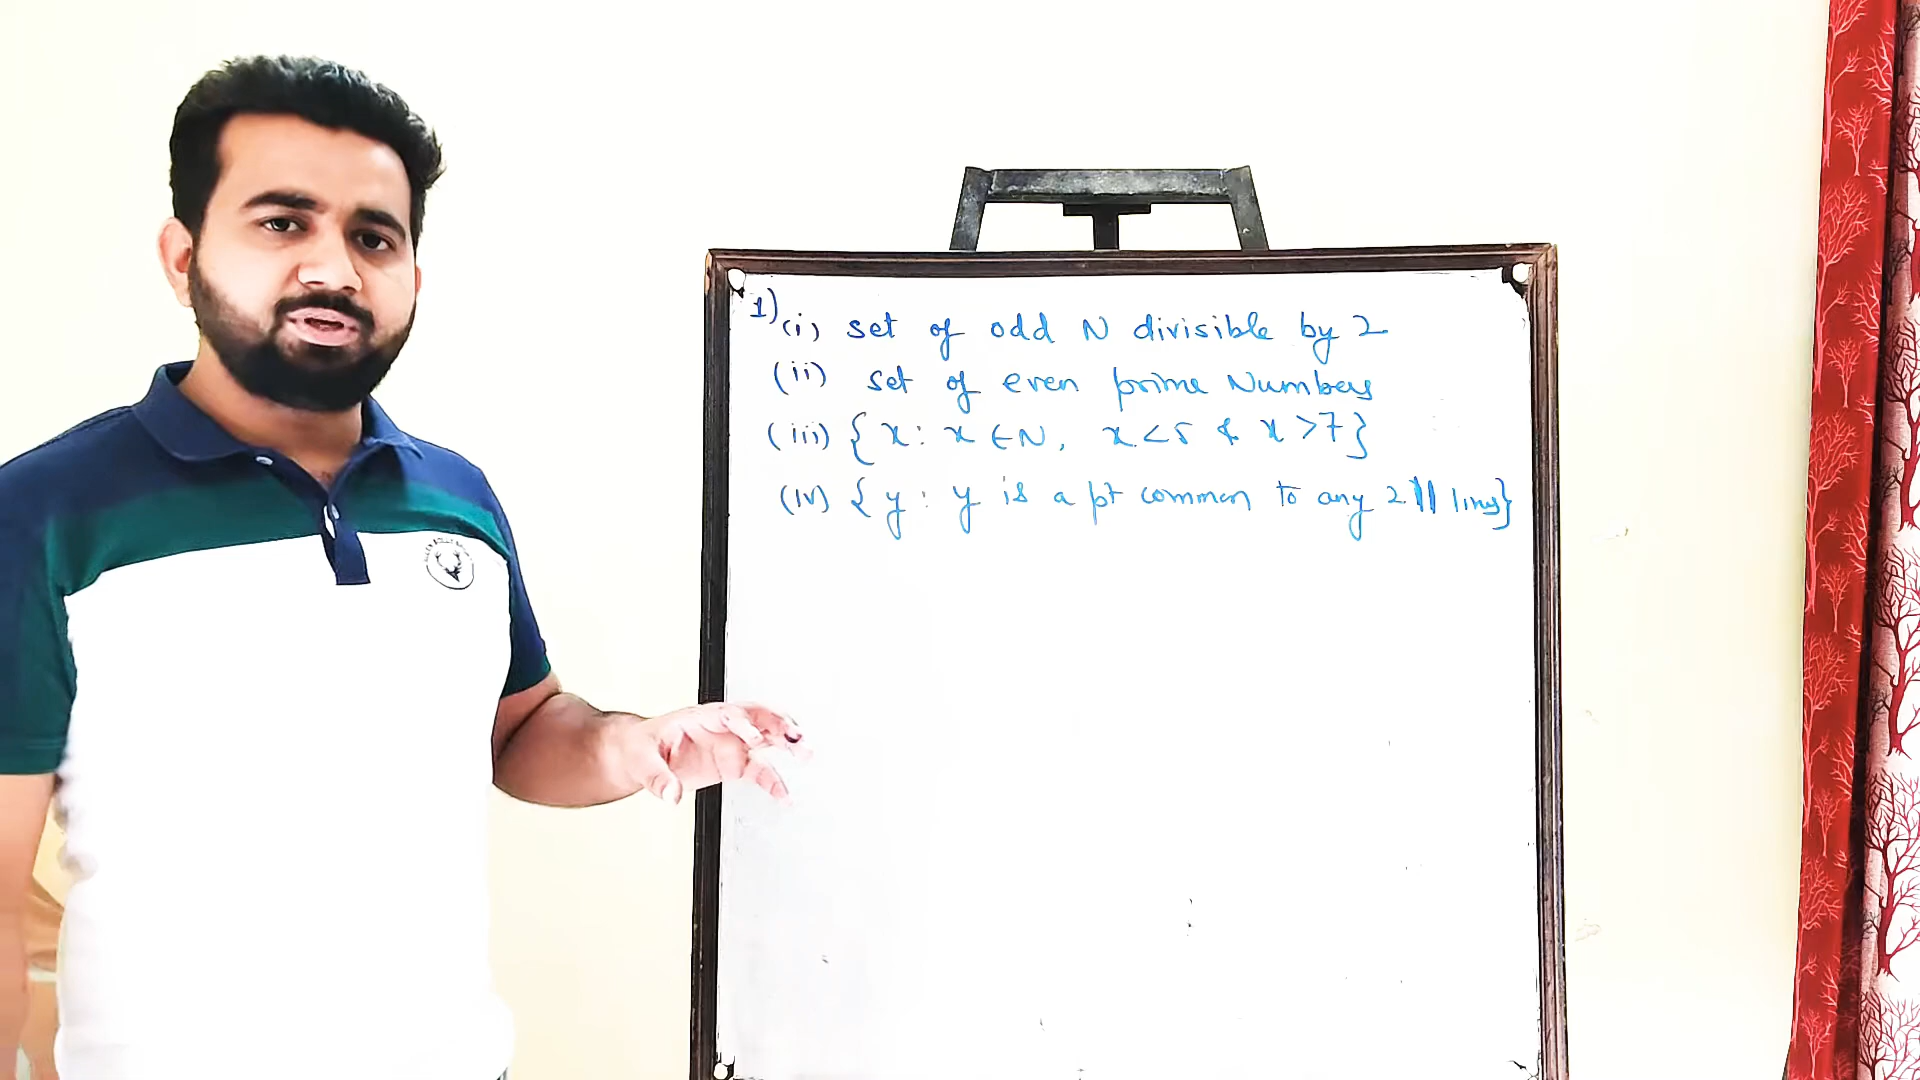 1) (i) set of odd N divisible by 2
(ii) set of even prime Numbers
(iii) {x: x ∈ N, x<5 & x >7}
(iv) {y : y is a pt common to any 2 || lines}